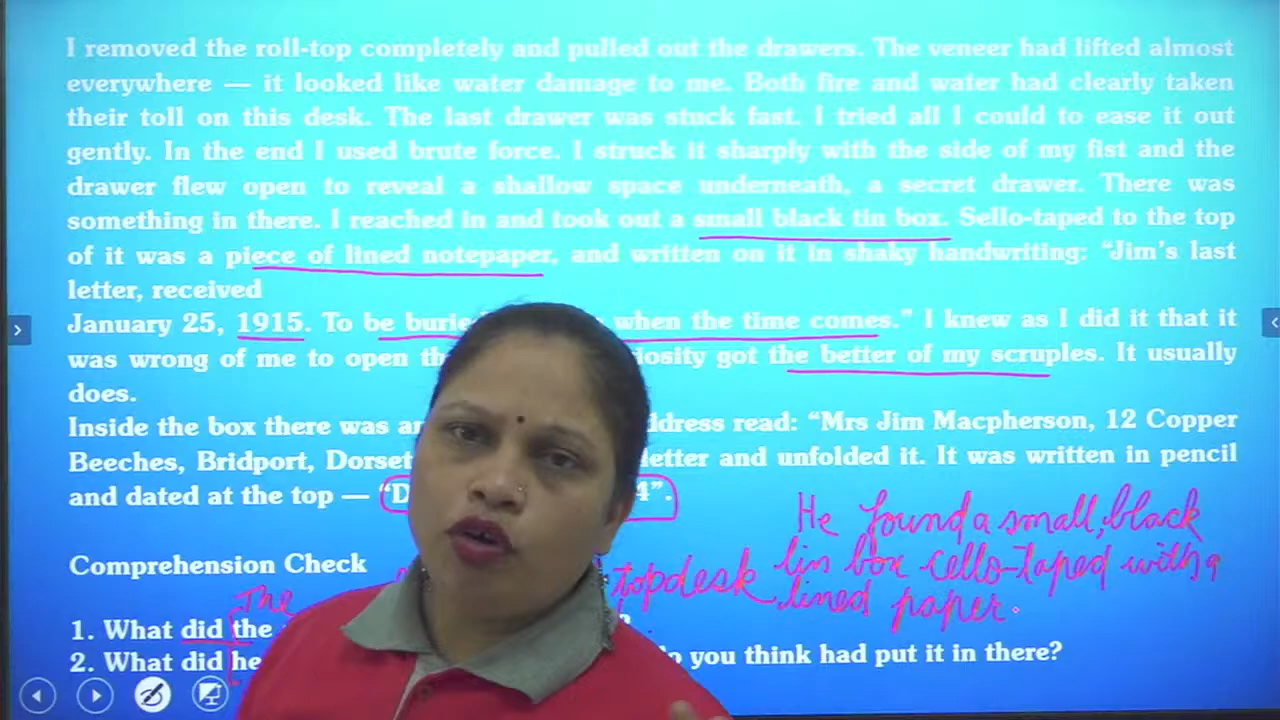 I removed the roll-top completely and pulled out the drawers. The veneer had lifted almost
everywhere — it looked like water damage to me. Both fire and water had clearly taken
their toll on this desk. The last drawer was stuck fast. I tried all I could to ease it out
gently. In the end I used brute force. I struck it sharply with the side of my fist and the
drawer flew open to reveal a shallow space underneath, a secret drawer. There was
something in there. I reached in and took out a small black tin box. Sello-taped to the top
of it was a piece of lined notepaper, and written on it in shaky handwriting: “Jim’s last
letter, received
January 25, 1915. To be when the time comes.” I knew as I did it that it
was wrong of me to open got the better of my scruples. It usually
does.
Inside the box there was read: “Mrs Jim Macpherson, 12 Copper
Beeches, Bridport, letter and unfolded it. It was written in pencil
and dated at the top —
He found a small, black
Comprehension Check
topdesk tin box cello-taped with a
The lined paper.
1. What did the
2. What did he you think had put it in there?